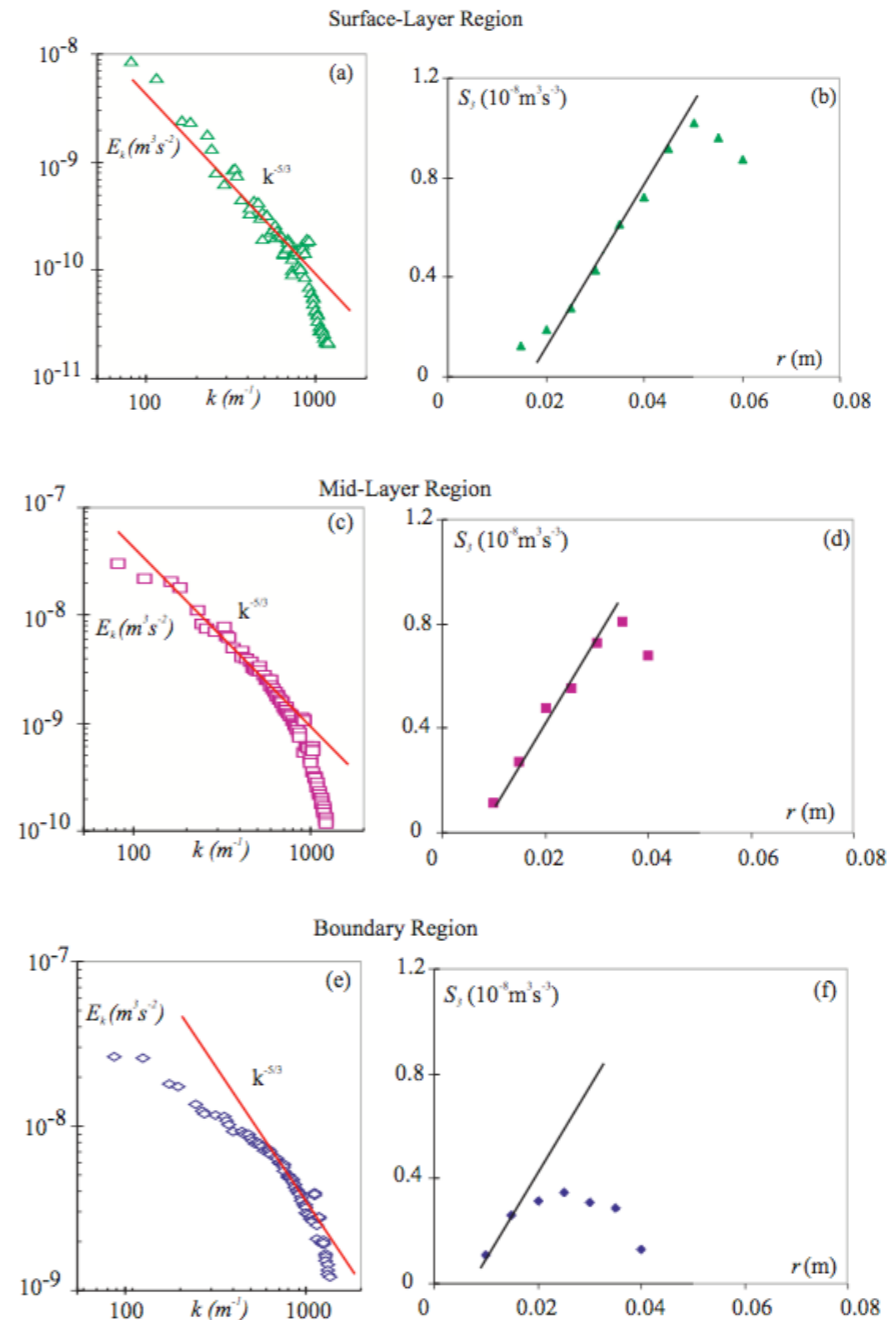 Surface-Layer Region
10⁻⁸
10⁻⁹
10⁻¹⁰
10⁻¹¹
(a)
Eₖ(m³s⁻²)
k⁻⁵/³
100
1000
k (m⁻¹)
1.2
0.8
0.4
0
S₃ (10⁻⁸m³s⁻³)
(b)
r (m)
0
0.02
0.04
0.06
0.08
Mid-Layer Region
10⁻⁷
10⁻⁸
10⁻⁹
10⁻¹⁰
(c)
Eₖ(m³s⁻²)
k⁻⁵/³
100
1000
k (m⁻¹)
1.2
0.8
0.4
0
S₃ (10⁻⁸m³s⁻³)
(d)
r (m)
0
0.02
0.04
0.06
0.08
Boundary Region
10⁻⁷
10⁻⁸
10⁻⁹
(e)
Eₖ(m³s⁻²)
k⁻⁵/³
100
1000
k (m⁻¹)
1.2
0.8
0.4
0
S₃ (10⁻⁸m³s⁻³)
(f)
r (m)
0
0.02
0.04
0.06
0.08